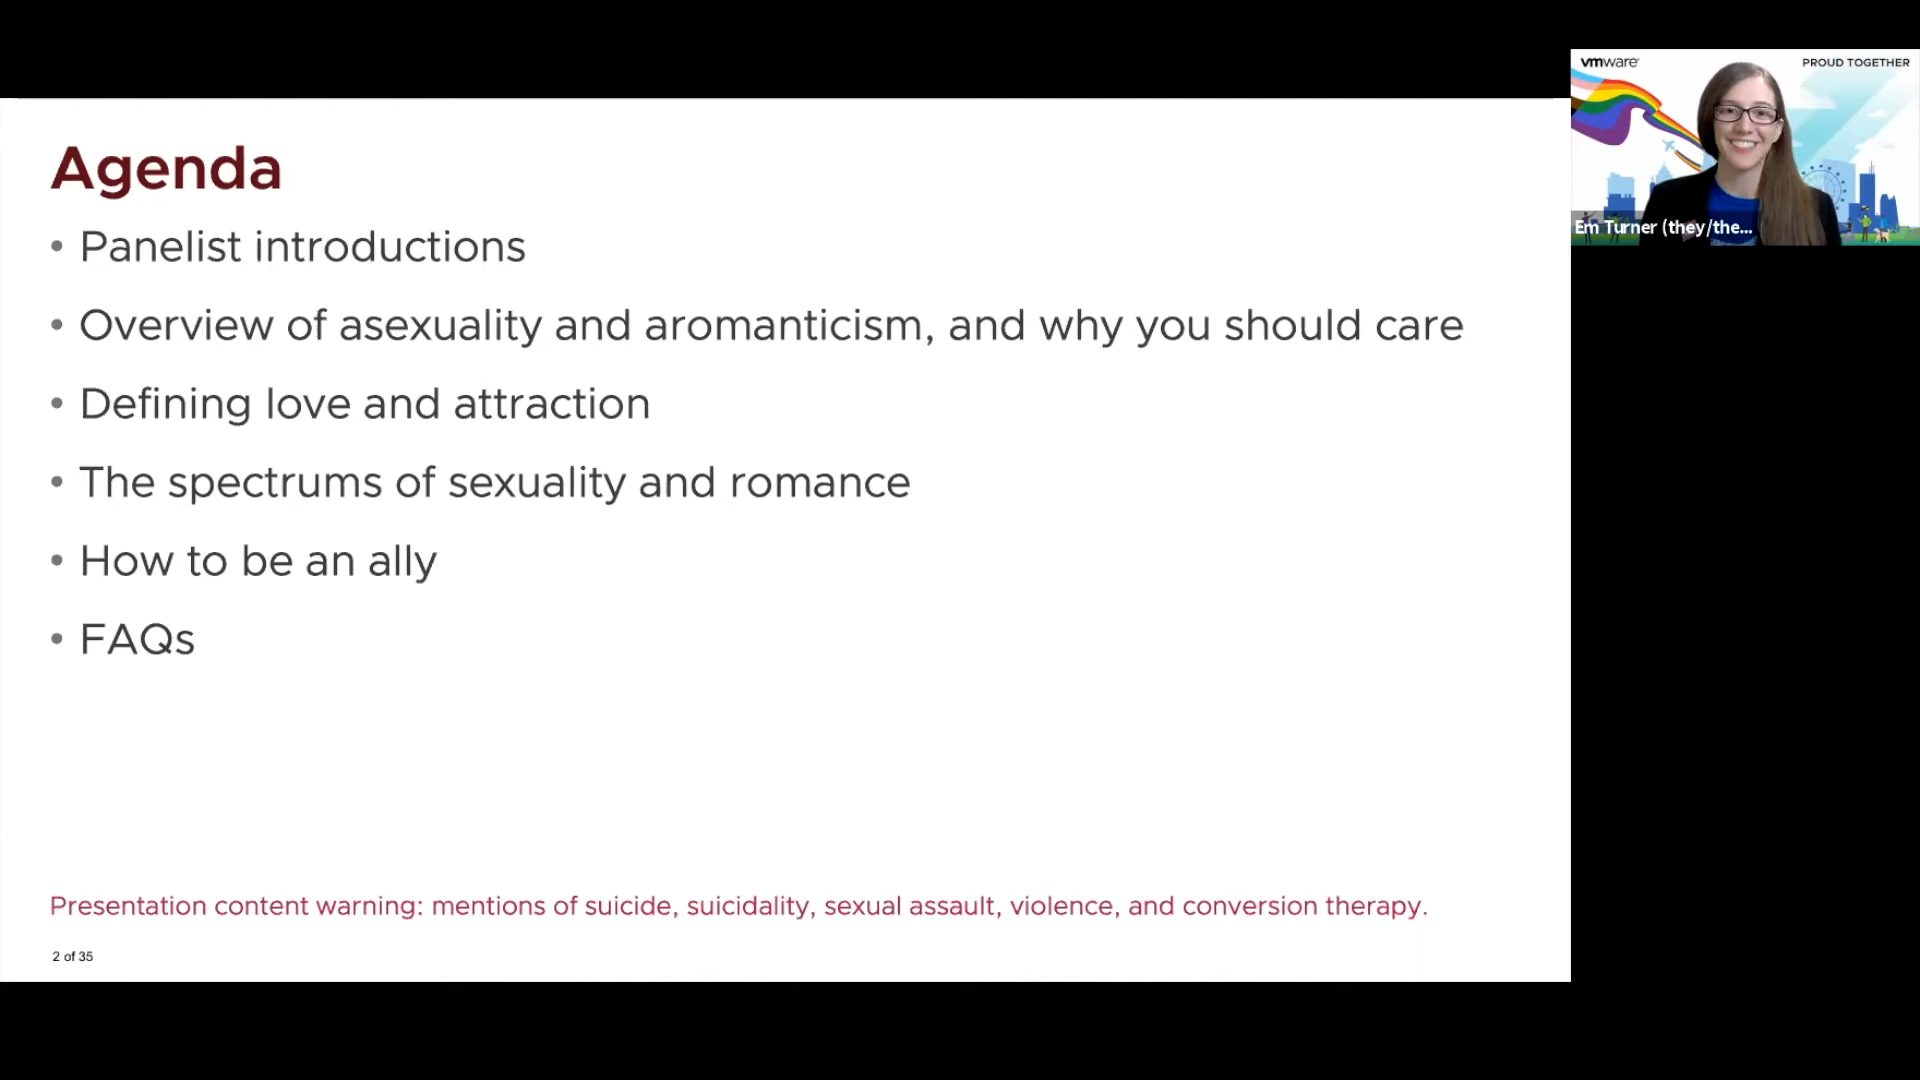 Agenda
• Panelist introductions
• Overview of asexuality and aromanticism, and why you should care
• Defining love and attraction
• The spectrums of sexuality and romance
• How to be an ally
• FAQs
Presentation content warning: mentions of suicide, suicidality, sexual assault, violence, and conversion therapy.
2 of 35
vmware
PROUD TOGETHER
Em Turner (they/the...